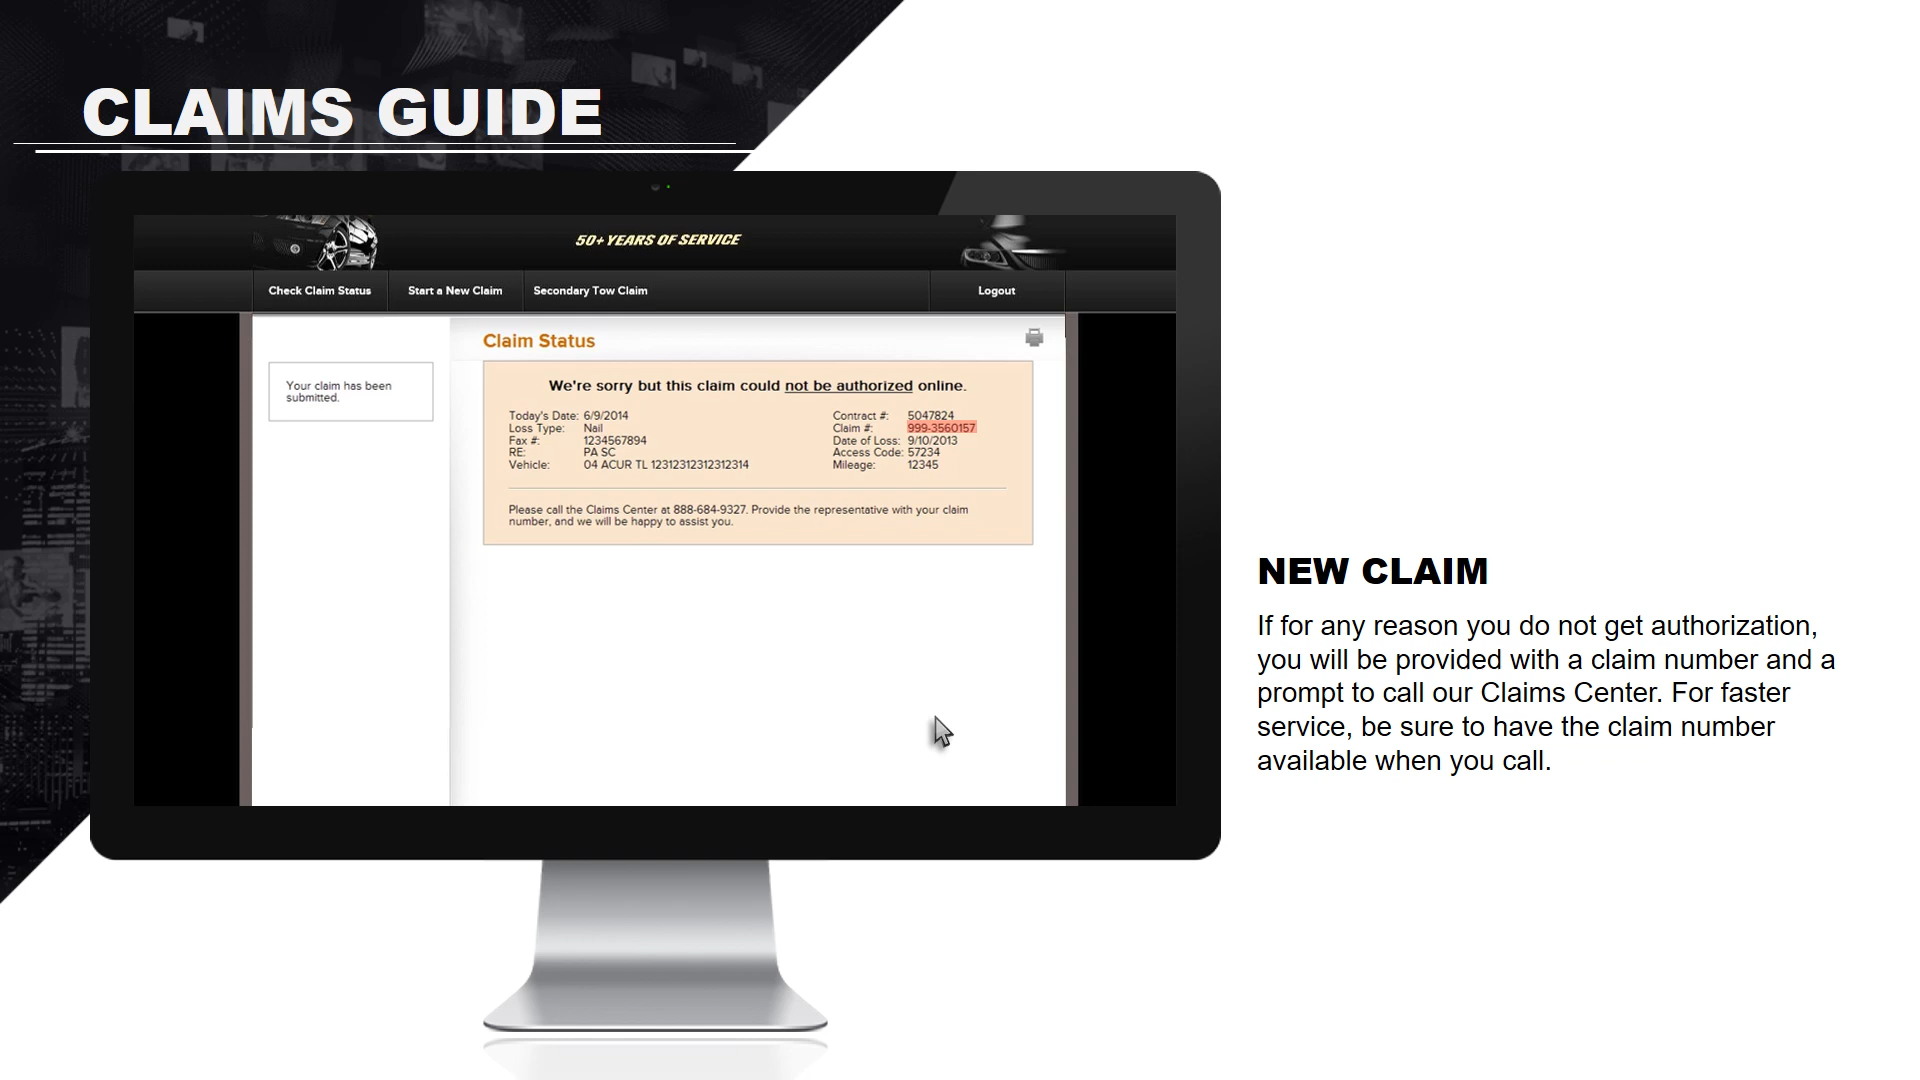 CLAIMS GUIDE
50+ YEARS OF SERVICE
Check Claim Status Start a New Claim Secondary Tow Claim Logout
Your claim has been
submitted.
Claim Status
We're sorry but this claim could not be authorized online.
Today's Date: 6/9/2014 Contract #: 5047824
Loss Type: Nail Claim #: 999-3560157
Fax #: 1234567894 Date of Loss: 9/10/2013
RE: PA SC Access Code: 57234
Vehicle: 04 ACUR TL 12312312312312314 Mileage: 12345
Please call the Claims Center at 888-684-9327. Provide the representative with your claim
number, and we will be happy to assist you.
NEW CLAIM
If for any reason you do not get authorization,
you will be provided with a claim number and a
prompt to call our Claims Center. For faster
service, be sure to have the claim number
available when you call.